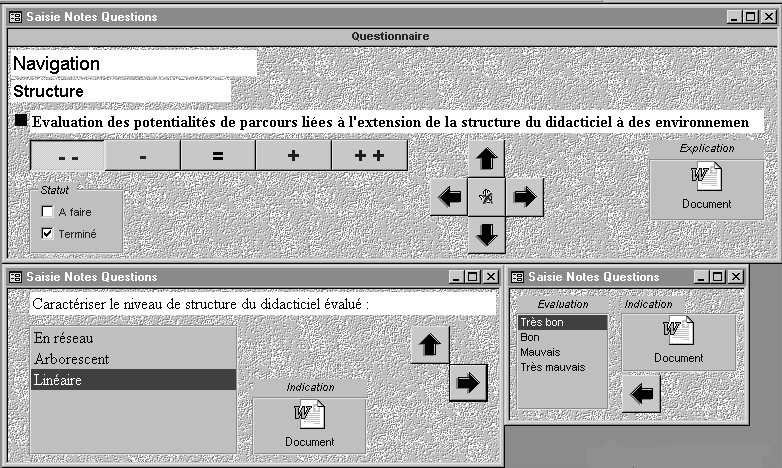 Saisie Notes Questions
Questionnaire
Navigation
Structure
Evaluation des potentialités de parcours liées à l'extension de la structure du didacticiel à des environnemen
- -
-
=
+
+ +
Explication
Document
Statut
A faire
Terminé
Saisie Notes Questions
Caractériser le niveau de structure du didacticiel évalué :
En réseau
Arborescent
Linéaire
Indication
Document
Saisie Notes Questions
Evaluation
Indication
Très bon
Bon
Mauvais
Très mauvais
Document